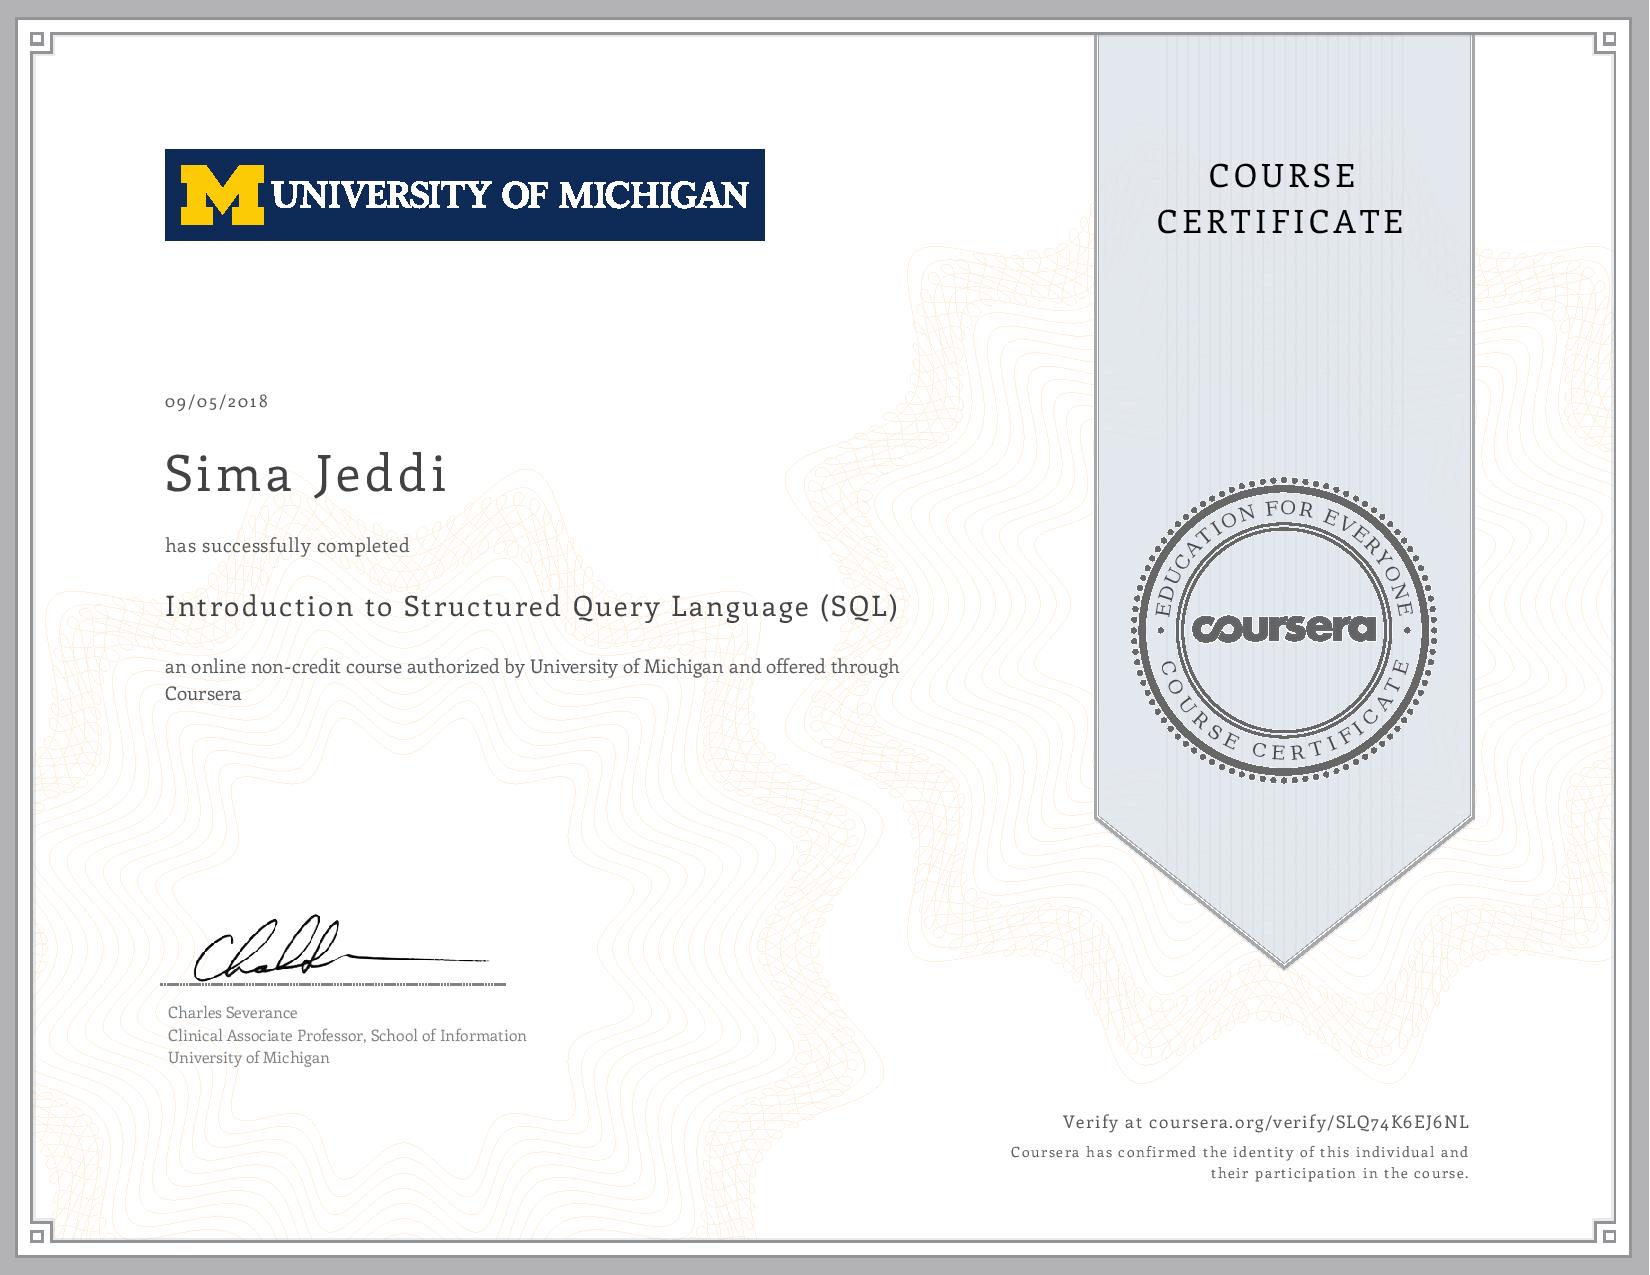 UNIVERSITY OF MICHIGAN
COURSE
CERTIFICATE
09/05/2018
Sima Jeddi
has successfully completed
Introduction to Structured Query Language (SQL)
an online non-credit course authorized by University of Michigan and offered through
Coursera
EDUCATION FOR EVERYONE
coursera
COURSE CERTIFICATE
Charles Severance
Clinical Associate Professor, School of Information
University of Michigan
Verify at coursera.org/verify/SLQ74K6EJ6NL
Coursera has confirmed the identity of this individual and
their participation in the course.